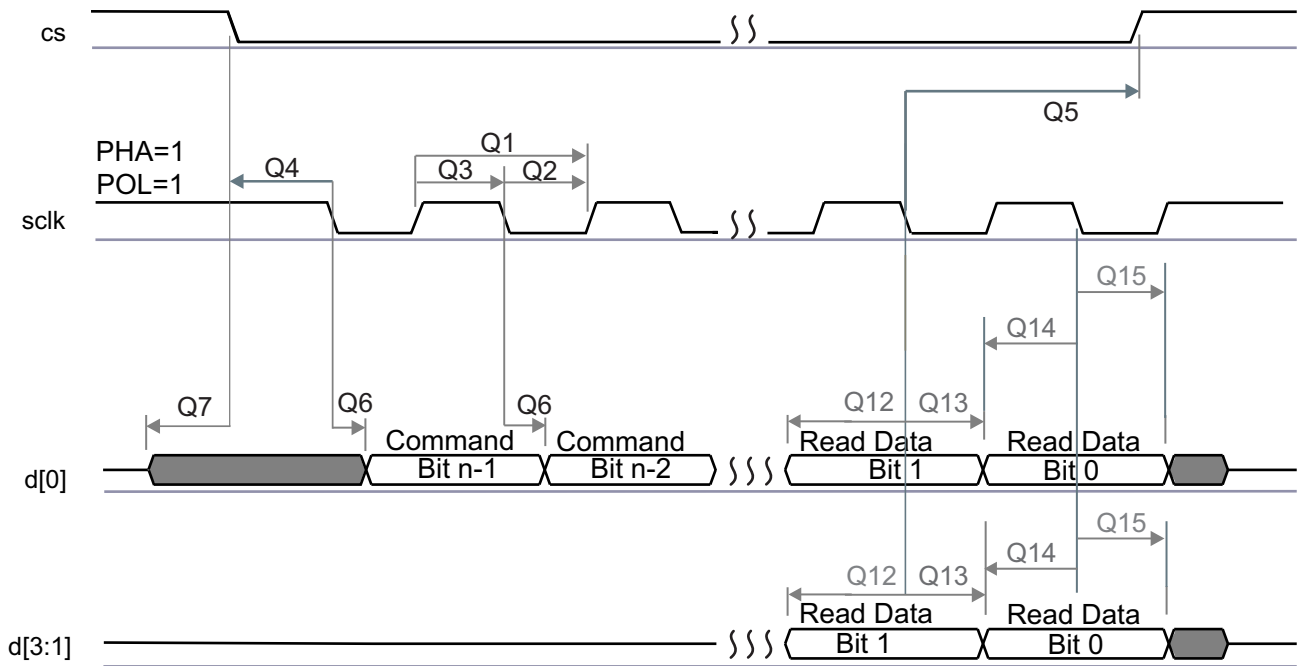 cs
Q5
PHA=1
Q1
POL=1
Q4
Q3
Q2
sclk
Q15
Q14
Q7
Q6
Q6
Q12
Q13
Command
Command
Read Data
Read Data
d[0]
Bit n-1
Bit n-2
Bit 1
Bit 0
Q15
Q14
Q12
Q13
Read Data
Read Data
d[3:1]
Bit 1
Bit 0